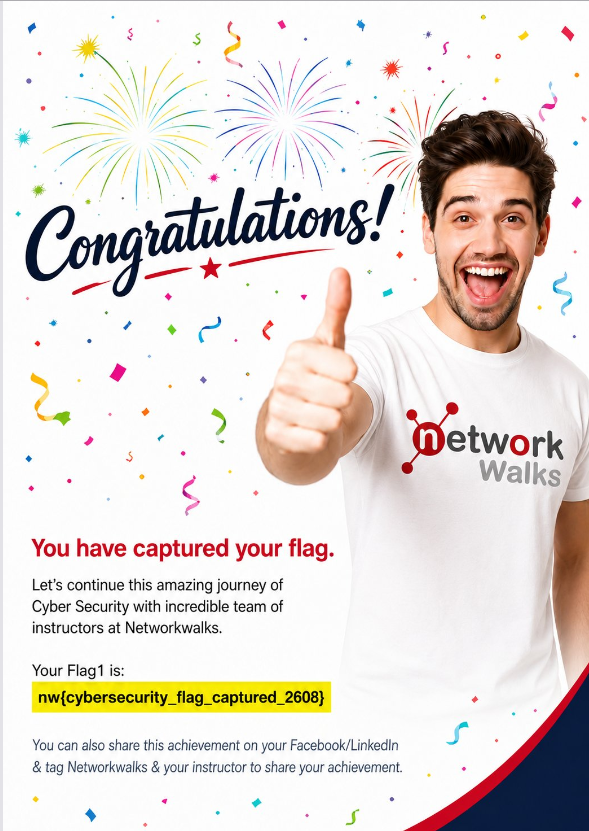 Congratulations!
network
Walks
You have captured your flag.
Let's continue this amazing journey of
Cyber Security with incredible team of
instructors at Networkwalks.
Your Flag1 is:
nw{cybersecurity_flag_captured_2608}
You can also share this achievement on your Facebook/LinkedIn
& tag Networkwalks & your instructor to share your achievement.